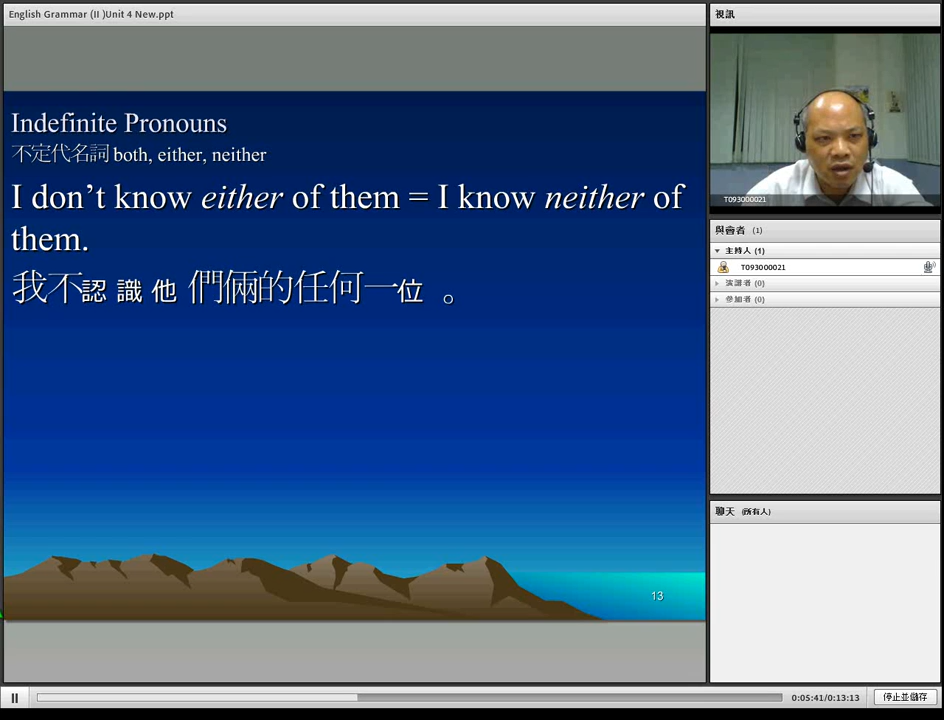 English Grammar (II )Unit 4 New.ppt
Indefinite Pronouns
不定代名詞 both, either, neither
I don’t know either of them = I know neither of
them.
我不認 識 他 們倆的任何一位 。
13
視訊
T093000021
與會者 (1)
主持人 (1)
T093000021
演講者 (0)
參加者 (0)
聊天 (所有人)
0:05:41/0:13:13
停止並儲存